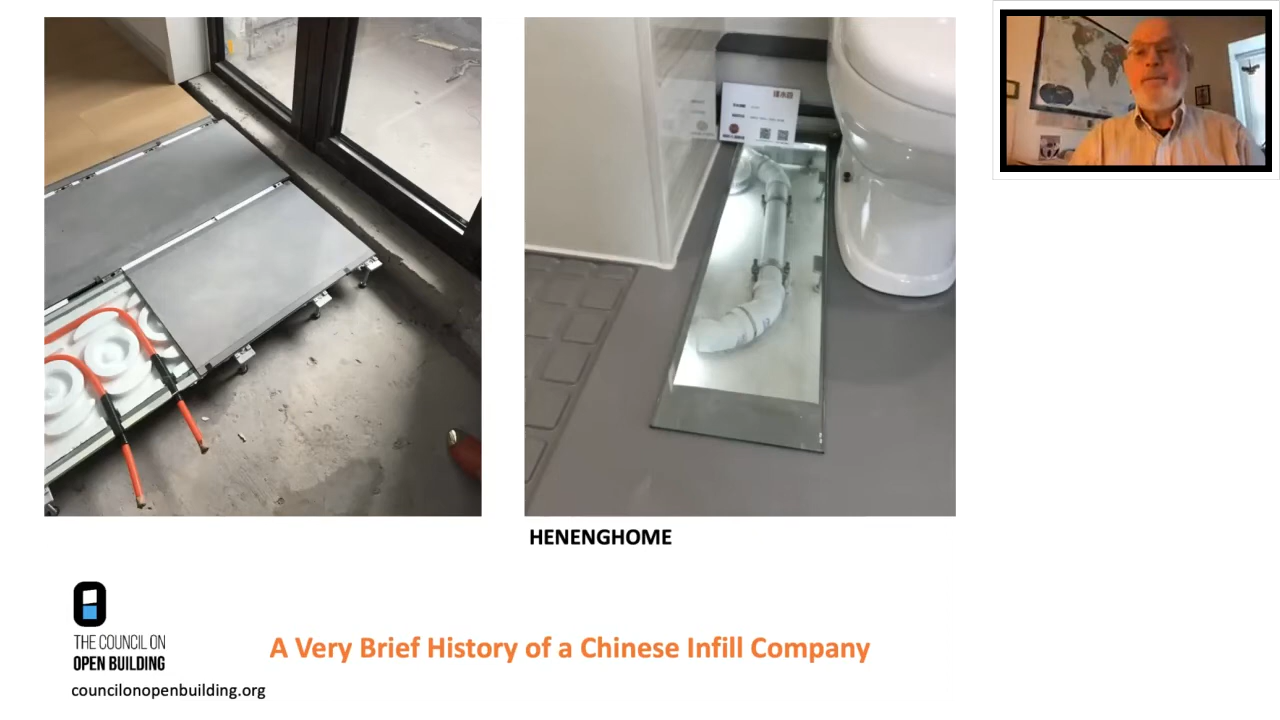 HENENGHOME
THE COUNCIL ON
OPEN BUILDING
councilonopenbuilding.org
A Very Brief History of a Chinese Infill Company